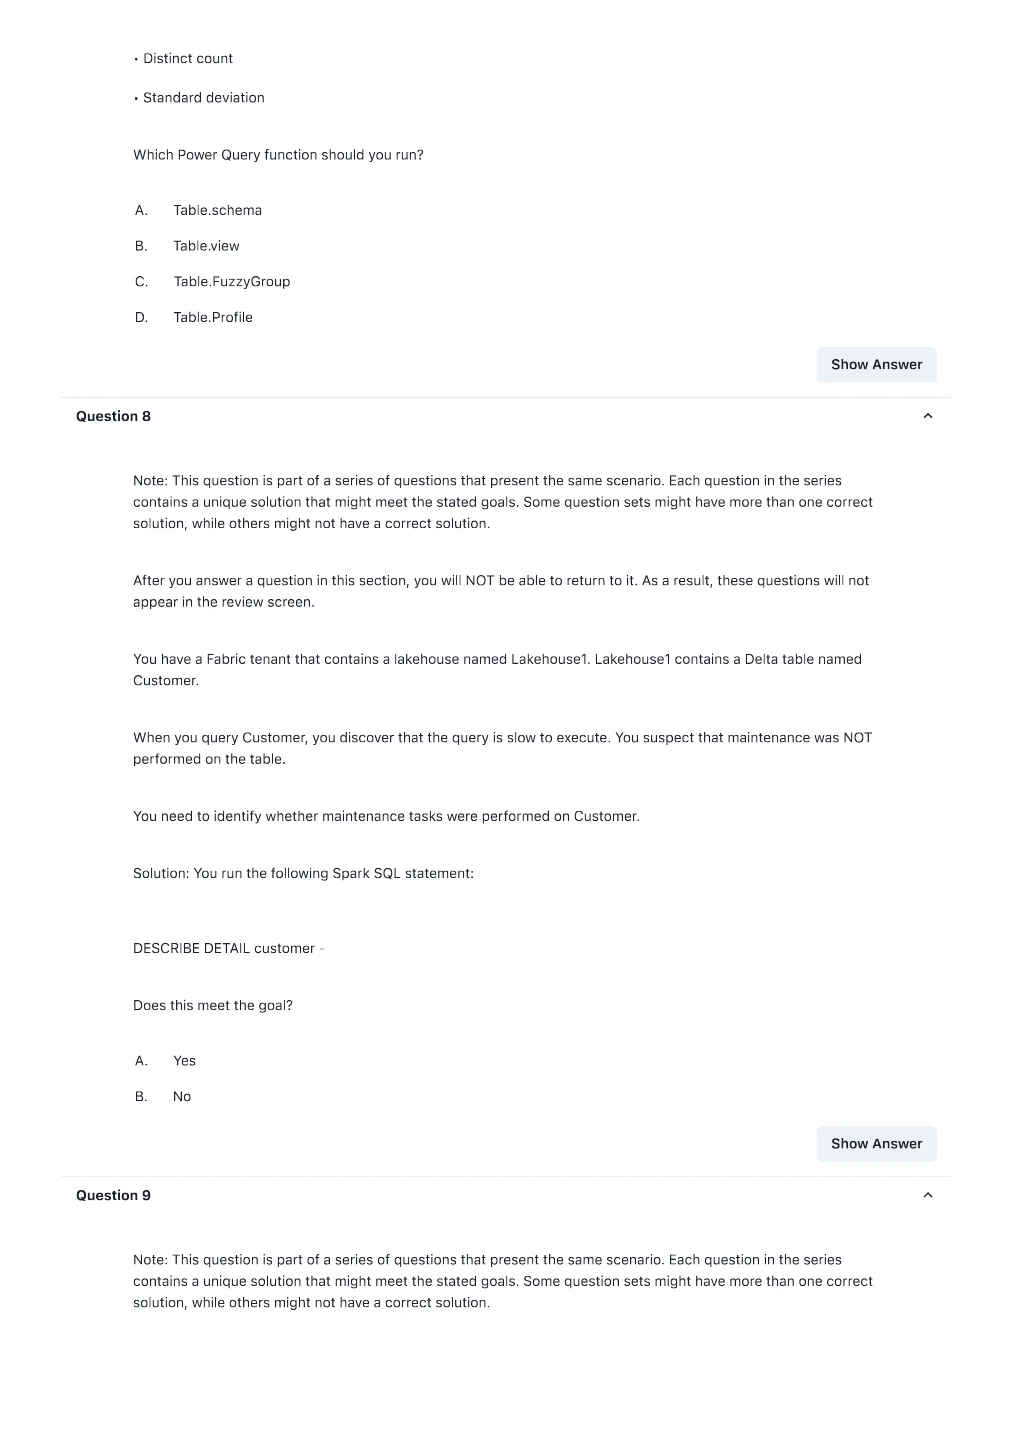 • Distinct count
• Standard deviation
Which Power Query function should you run?
A. Table.schema
B. Table.view
C. Table.FuzzyGroup
D. Table.Profile
Show Answer
Question 8
Note: This question is part of a series of questions that present the same scenario. Each question in the series
contains a unique solution that might meet the stated goals. Some question sets might have more than one correct
solution, while others might not have a correct solution.
After you answer a question in this section, you will NOT be able to return to it. As a result, these questions will not
appear in the review screen.
You have a Fabric tenant that contains a lakehouse named Lakehouse1. Lakehouse1 contains a Delta table named
Customer.
When you query Customer, you discover that the query is slow to execute. You suspect that maintenance was NOT
performed on the table.
You need to identify whether maintenance tasks were performed on Customer.
Solution: You run the following Spark SQL statement:
DESCRIBE DETAIL customer -
Does this meet the goal?
A. Yes
B. No
Show Answer
Question 9
Note: This question is part of a series of questions that present the same scenario. Each question in the series
contains a unique solution that might meet the stated goals. Some question sets might have more than one correct
solution, while others might not have a correct solution.